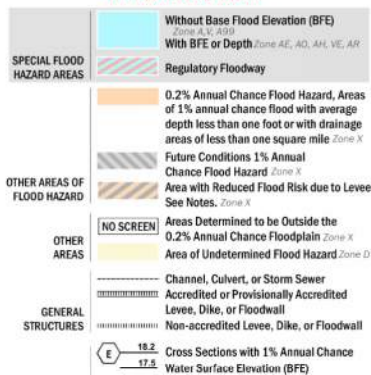 Without Base Flood Elevation (BFE)
Zone A,V, A99
With BFE or Depth Zone AE, AO, AH, VE, AR
SPECIAL FLOOD
HAZARD AREAS
Regulatory Floodway
0.2% Annual Chance Flood Hazard, Areas
of 1% annual chance flood with average
depth less than one foot or with drainage
areas of less than one square mile Zone X
Future Conditions 1% Annual
Chance Flood Hazard Zone X
OTHER AREAS OF
FLOOD HAZARD
Area with Reduced Flood Risk due to Levee
See Notes. Zone X
NO SCREEN
Areas Determined to be Outside the
0.2% Annual Chance Floodplain Zone X
OTHER
AREAS
Area of Undetermined Flood Hazard Zone D
Channel, Culvert, or Storm Sewer
Accredited or Provisionally Accredited
Levee, Dike, or Floodwall
GENERAL
STRUCTURES
Non-accredited Levee, Dike, or Floodwall
E 18.2
17.5
Cross Sections with 1% Annual Chance
Water Surface Elevation (BFE)